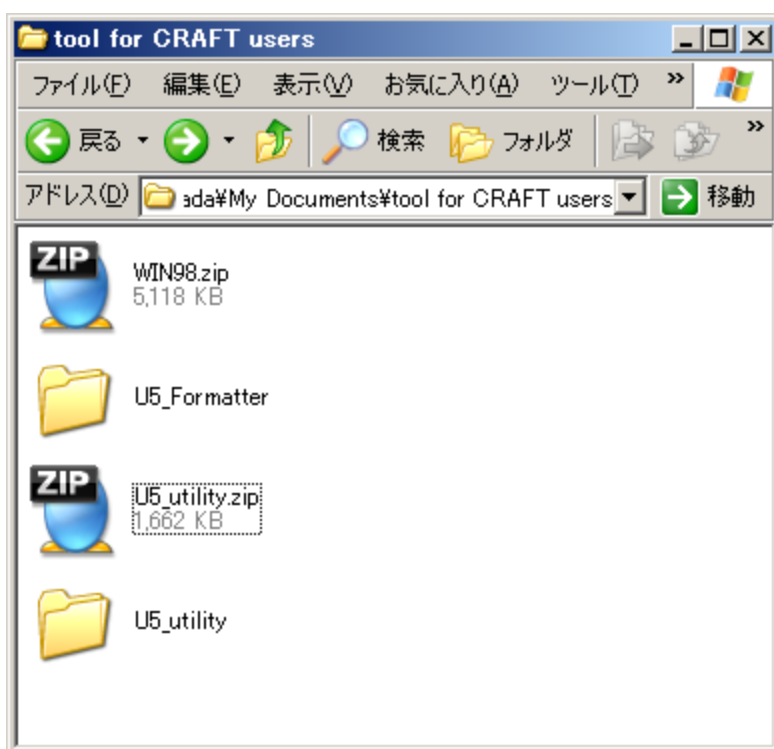 tool for CRAFT users
ファイル(F) 編集(E) 表示(V) お気に入り(A) ツール(T) »
戻る 検索 フォルダ »
アドレス(D) ada¥My Documents¥tool for CRAFT users 移動
ZIP
WIN98.zip
5,118 KB
U5_Formatter
ZIP
U5_utility.zip
1,662 KB
U5_utility